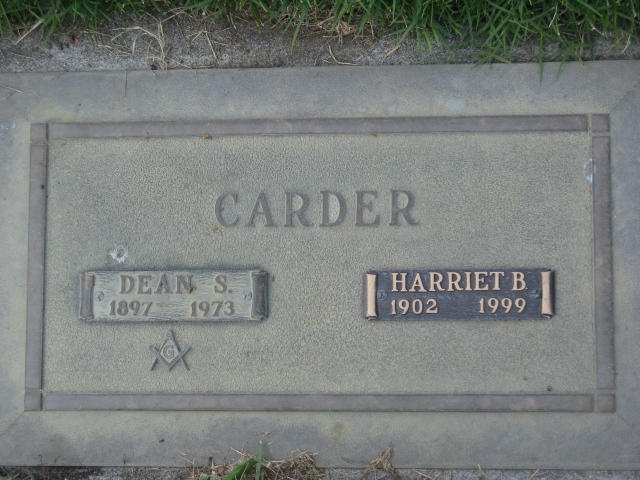 CARDER
DEAN S.
1897 1973
G
HARRIET B.
1902 1999